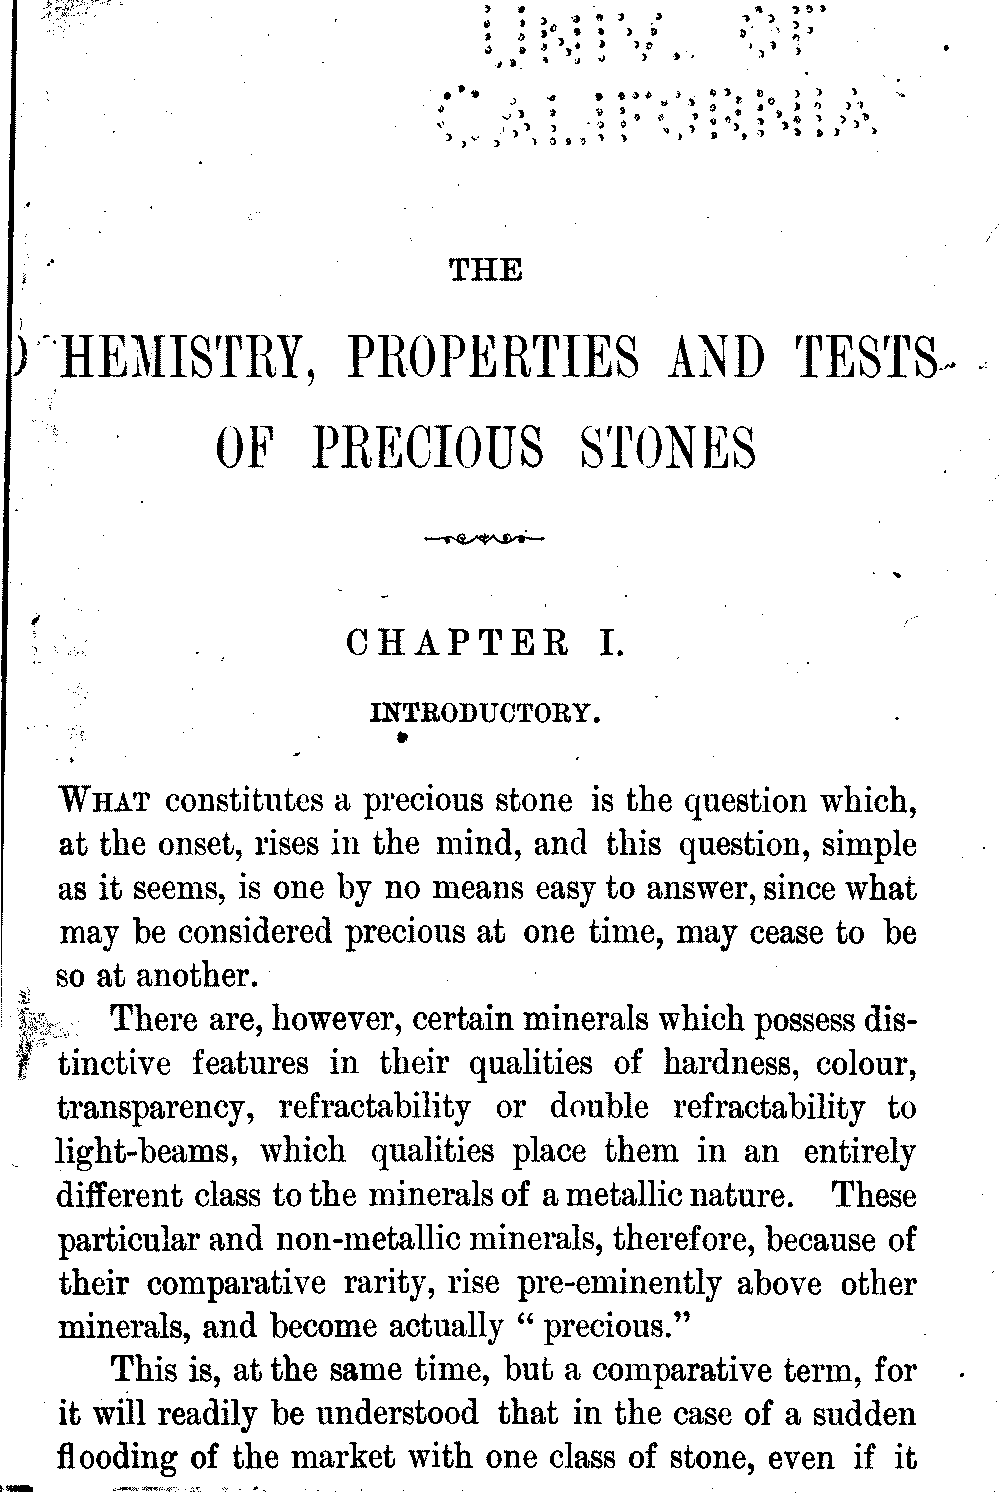 UNIV. OF
CALIFORNIA
THE
CHEMISTRY, PROPERTIES AND TESTS
OF PRECIOUS STONES
CHAPTER I.
INTRODUCTORY.
WHAT constitutes a precious stone is the question which,
at the onset, rises in the mind, and this question, simple
as it seems, is one by no means easy to answer, since what
may be considered precious at one time, may cease to be
so at another.
There are, however, certain minerals which possess dis-
tinctive features in their qualities of hardness, colour,
transparency, refractability or double refractability to
light-beams, which qualities place them in an entirely
different class to the minerals of a metallic nature. These
particular and non-metallic minerals, therefore, because of
their comparative rarity, rise pre-eminently above other
minerals, and become actually “ precious.”
This is, at the same time, but a comparative term, for
it will readily be understood that in the case of a sudden
flooding of the market with one class of stone, even if it